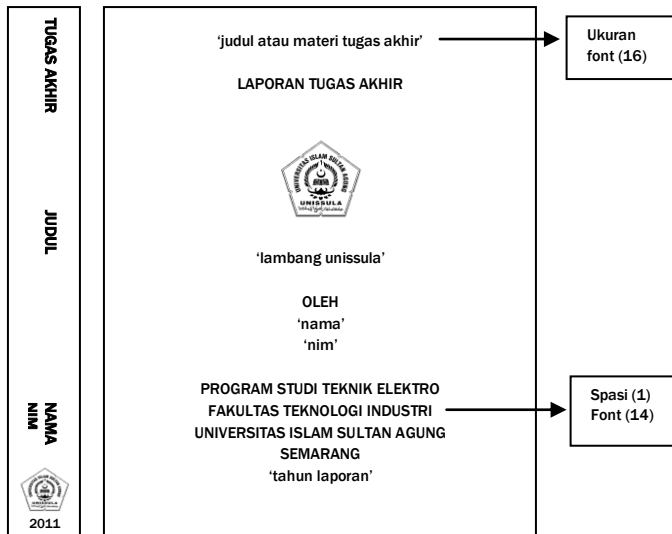 TUGAS AKHIR
JUDUL
NAMA
NIM
2011
‘judul atau materi tugas akhir’
LAPORAN TUGAS AKHIR
UNIVERSITAS ISLAM SULTAN AGUNG
UNISSULA
‘lambang unissula’
OLEH
‘nama’
‘nim’
PROGRAM STUDI TEKNIK ELEKTRO
FAKULTAS TEKNOLOGI INDUSTRI
UNIVERSITAS ISLAM SULTAN AGUNG
SEMARANG
‘tahun laporan’
Ukuran
font (16)
Spasi (1)
Font (14)